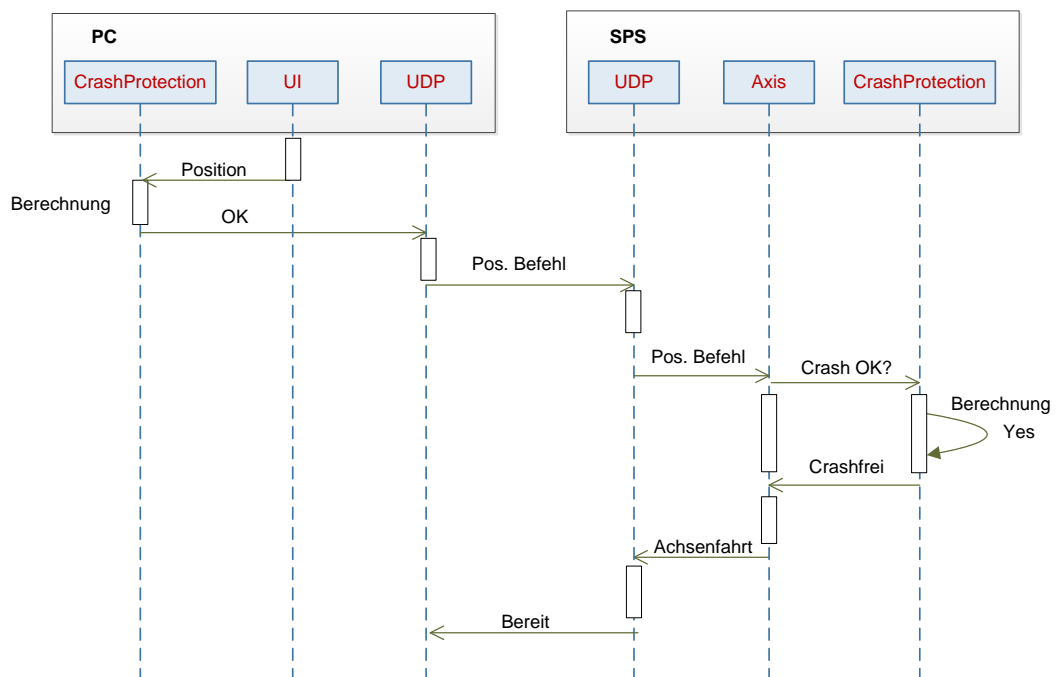 PC
SPS
CrashProtection
UI
UDP
UDP
Axis
CrashProtection
Position
Berechnung
OK
Pos. Befehl
Pos. Befehl
Crash OK?
Berechnung
Yes
Crashfrei
Achsenfahrt
Bereit